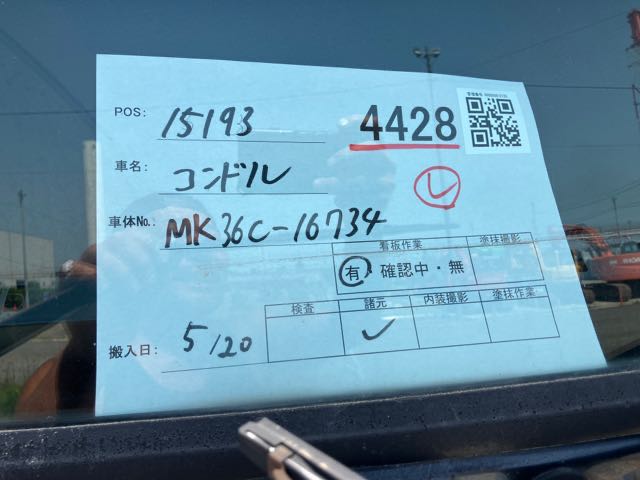 POS: 15193 4428
車名: コンドル
レ
車体No.: MK36C-16734
看板作業 塗抹撮影
有・確認中・無
検査 諸元 内装撮影 塗抹作業
搬入日: 5/20 ✓